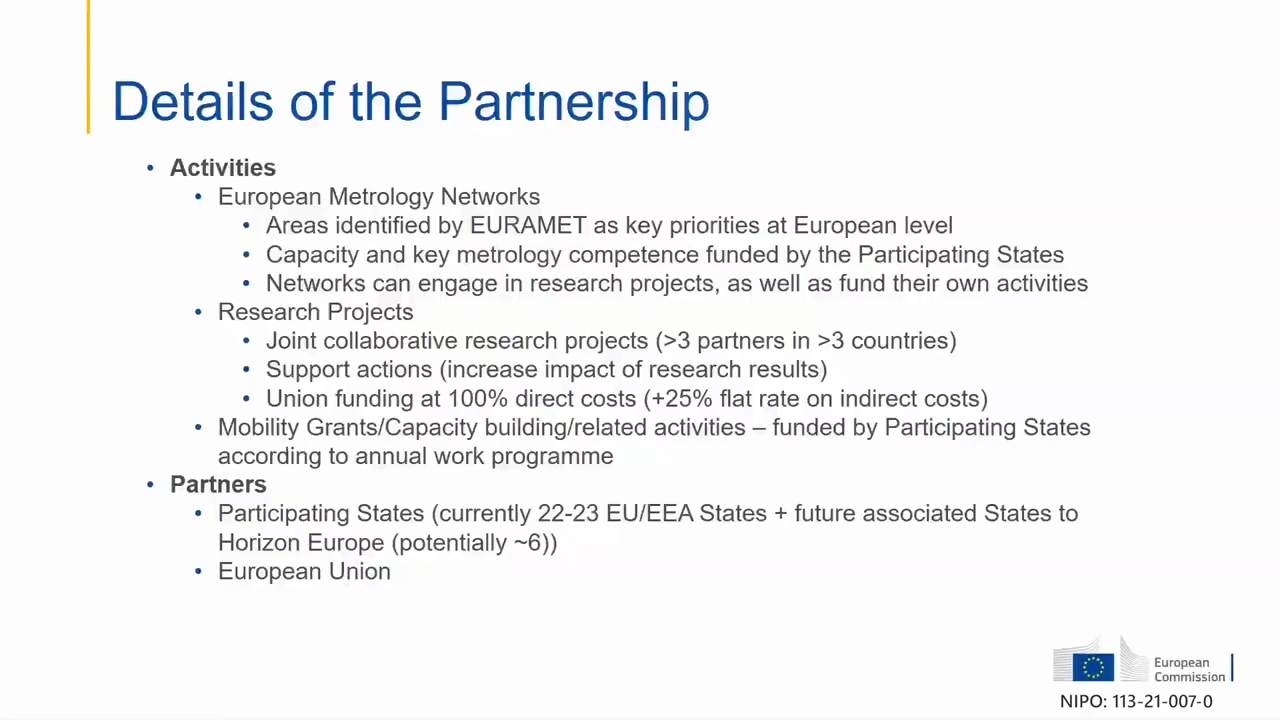 Details of the Partnership
• Activities
• European Metrology Networks
• Areas identified by EURAMET as key priorities at European level
• Capacity and key metrology competence funded by the Participating States
• Networks can engage in research projects, as well as fund their own activities
• Research Projects
• Joint collaborative research projects (>3 partners in >3 countries)
• Support actions (increase impact of research results)
• Union funding at 100% direct costs (+25% flat rate on indirect costs)
• Mobility Grants/Capacity building/related activities – funded by Participating States
according to annual work programme
• Partners
• Participating States (currently 22-23 EU/EEA States + future associated States to
Horizon Europe (potentially ~6))
• European Union
European
Commission
NIPO: 113-21-007-0